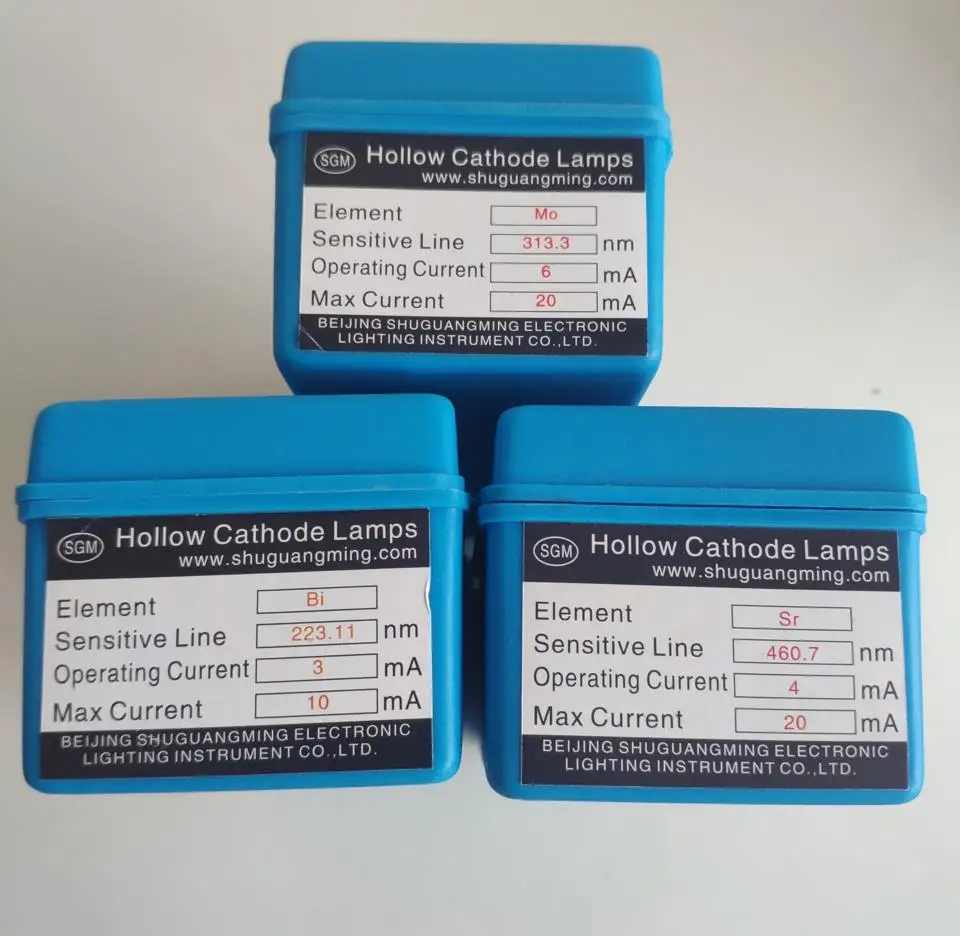 SGM Hollow Cathode Lamps
www.shuguangming.com
Element Mo
Sensitive Line 313.3 nm
Operating Current 6 mA
Max Current 20 mA
BEIJING SHUGUANGMING ELECTRONIC
LIGHTING INSTRUMENT CO.,LTD.
SGM Hollow Cathode Lamps
www.shuguangming.com
Element Bi
Sensitive Line 223.11 nm
Operating Current 3 mA
Max Current 10 mA
BEIJING SHUGUANGMING ELECTRONIC
LIGHTING INSTRUMENT CO.,LTD.
SGM Hollow Cathode Lamps
www.shuguangming.com
Element Sr
Sensitive Line 460.7 nm
Operating Current 4 mA
Max Current 20 mA
BEIJING SHUGUANGMING ELECTRONIC
LIGHTING INSTRUMENT CO.,LTD.